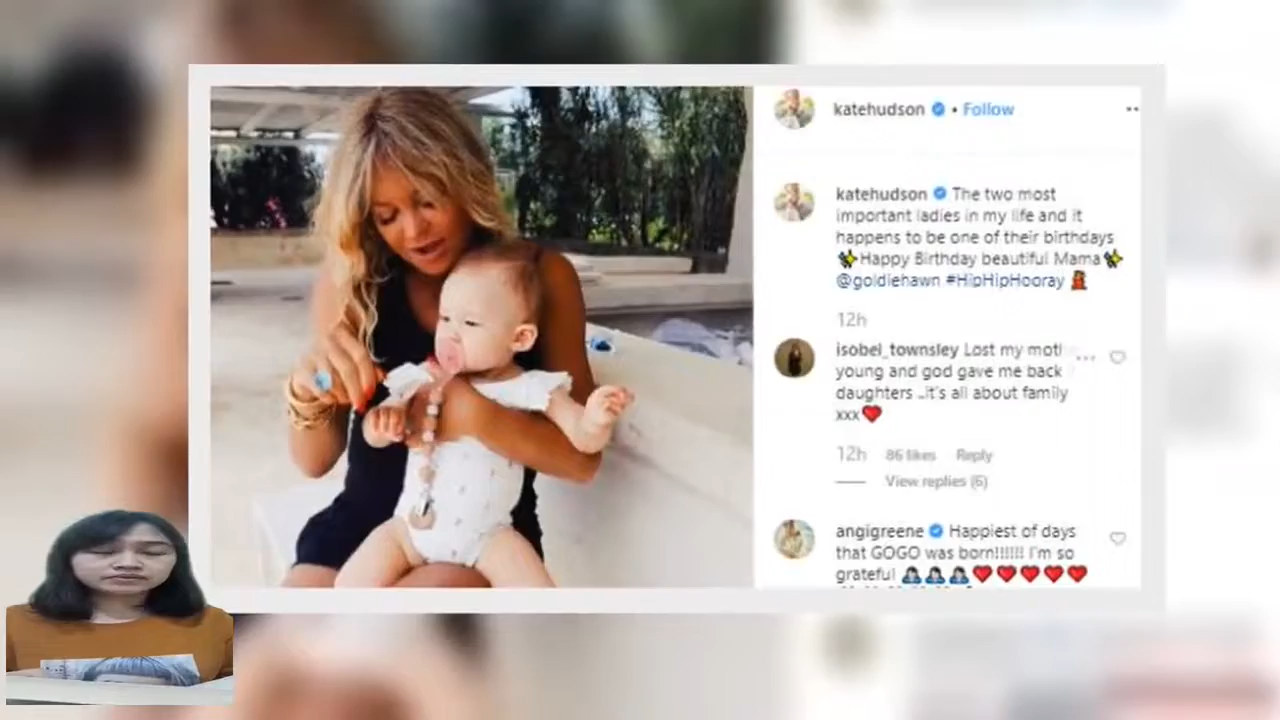 katehudson • Follow
katehudson The two most
important ladies in my life and it
happens to be one of their birthdays
✨Happy Birthday beautiful Mama✨
@goldiehawn #HipHipHooray
12h
isobel_townsley Lost my moth
young and god gave me back
daughters ..it's all about family
xxx❤️
12h 86 likes Reply
View replies (6)
angigreene Happiest of days
that GOGO was born!!!!!! I'm so
grateful ❤️❤️❤️❤️❤️